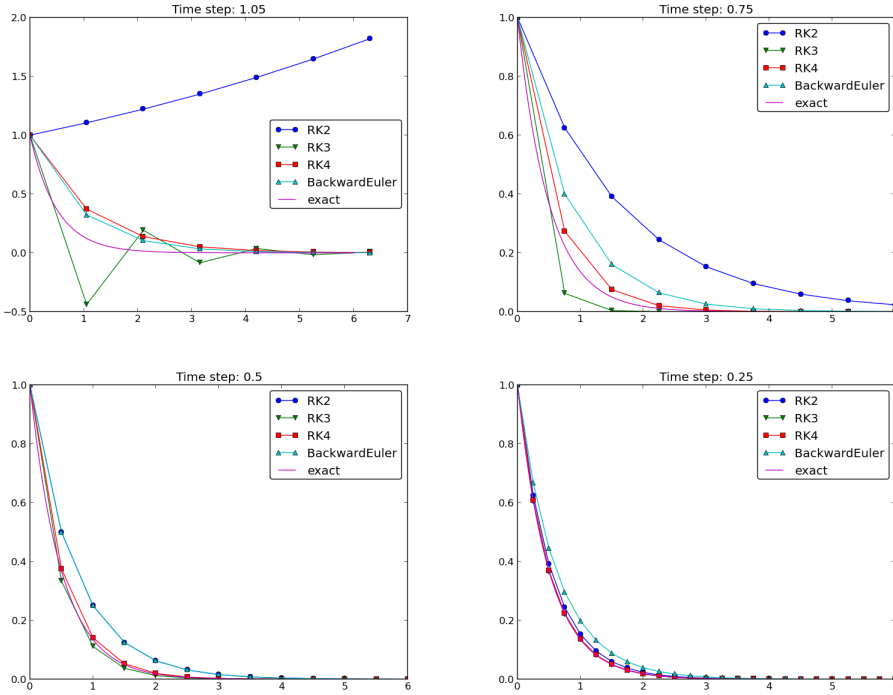 Time step: 1.05
2.0
1.5
1.0
0.5
0.0
−0.5
0 1 2 3 4 5 6 7
RK2
RK3
RK4
BackwardEuler
exact
Time step: 0.75
1.0
0.8
0.6
0.4
0.2
0.0
0 1 2 3 4 5
RK2
RK3
RK4
BackwardEuler
exact
Time step: 0.5
1.0
0.8
0.6
0.4
0.2
0.0
0 1 2 3 4 5 6
RK2
RK3
RK4
BackwardEuler
exact
Time step: 0.25
1.0
0.8
0.6
0.4
0.2
0.0
0 1 2 3 4 5
RK2
RK3
RK4
BackwardEuler
exact